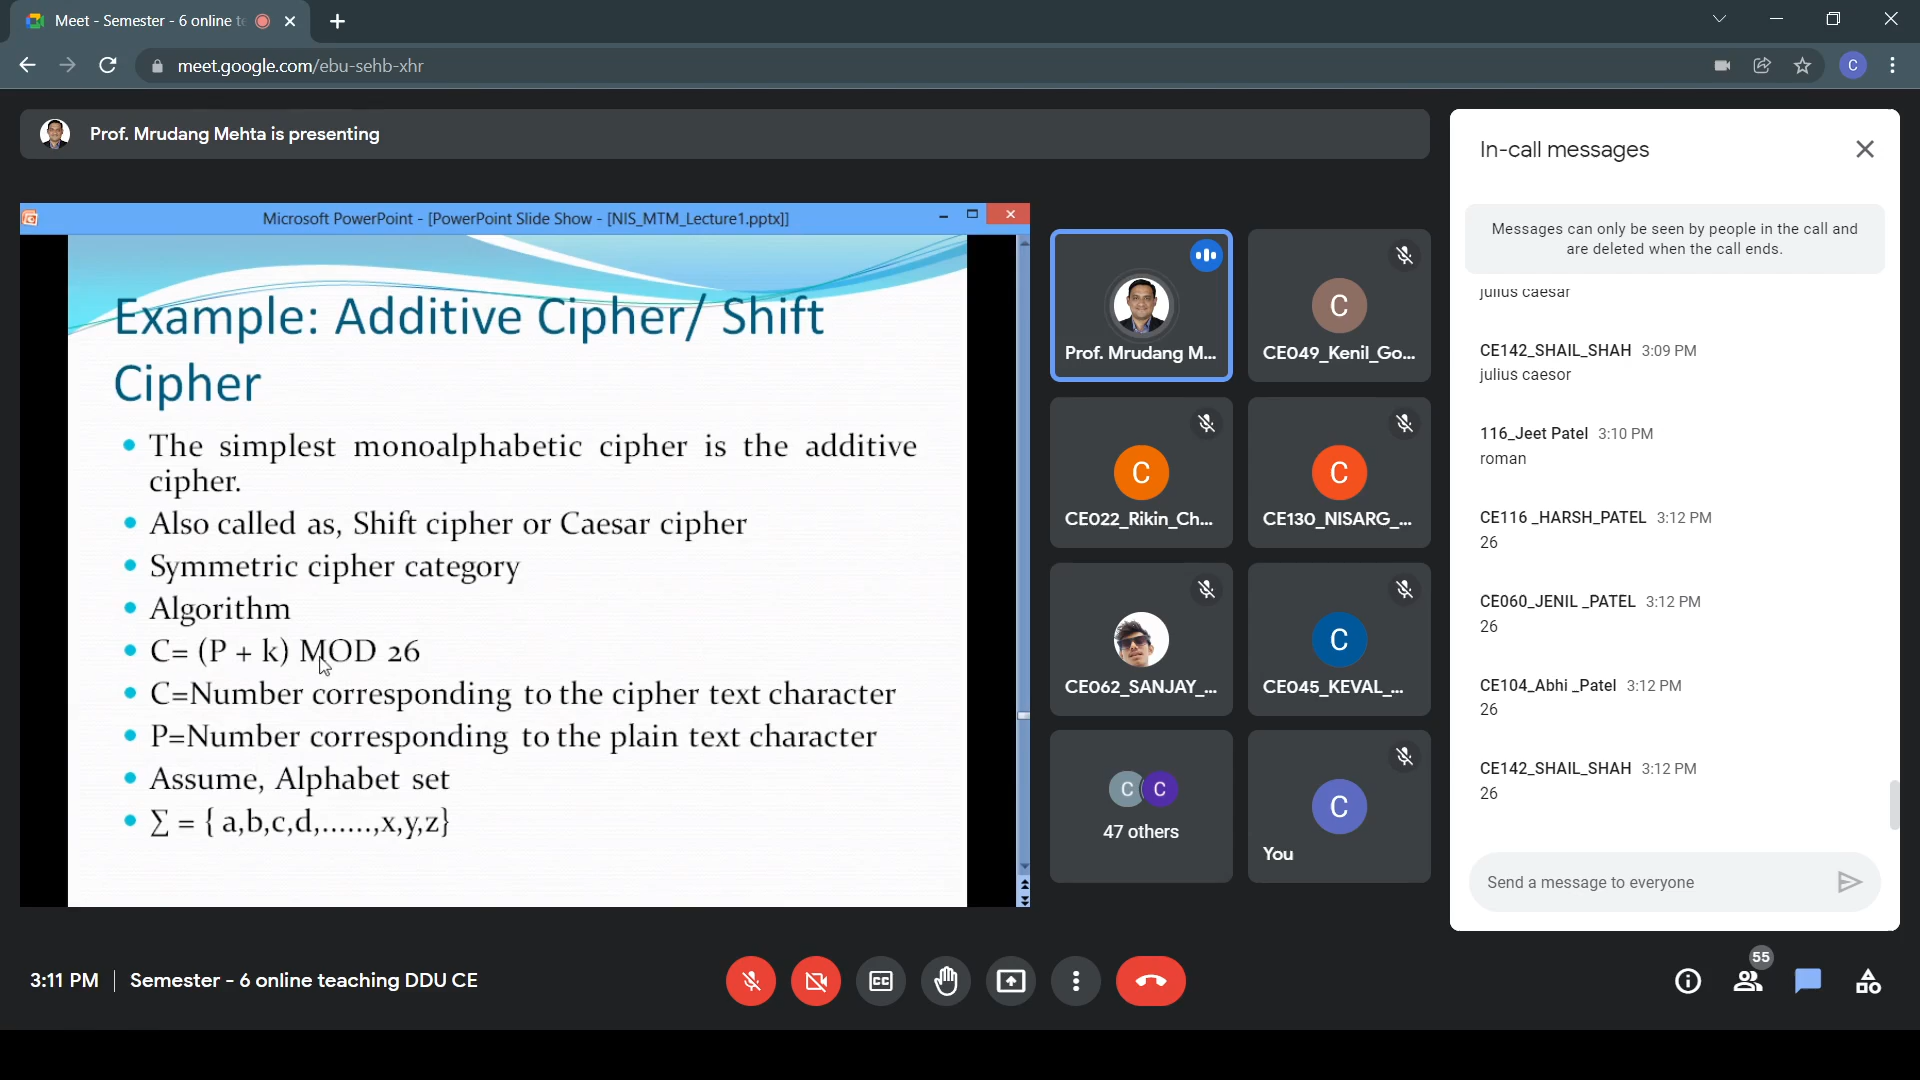 Meet - Semester - 6 online te
meet.google.com/ebu-sehb-xhr
C
Prof. Mrudang Mehta is presenting
Microsoft PowerPoint - [PowerPoint Slide Show - [NIS_MTM_Lecture1.pptx]]
Example: Additive Cipher/ Shift
Cipher
• The simplest monoalphabetic cipher is the additive
cipher.
• Also called as, Shift cipher or Caesar cipher
• Symmetric cipher category
• Algorithm
• C= (P + k) MOD 26
• C=Number corresponding to the cipher text character
• P=Number corresponding to the plain text character
• Assume, Alphabet set
• ∑ = { a,b,c,d,......,x,y,z}
Prof. Mrudang M...
C
CE049_Kenil_Go...
C
CE022_Rikin_Ch...
C
CE130_NISARG_...
CE062_SANJAY_...
C
CE045_KEVAL_...
C C
47 others
C
You
In-call messages
Messages can only be seen by people in the call and
are deleted when the call ends.
julius caesar
CE142_SHAIL_SHAH 3:09 PM
julius caesor
116_Jeet Patel 3:10 PM
roman
CE116 _HARSH_PATEL 3:12 PM
26
CE060_JENIL _PATEL 3:12 PM
26
CE104_Abhi _Patel 3:12 PM
26
CE142_SHAIL_SHAH 3:12 PM
26
Send a message to everyone
3:11 PM | Semester - 6 online teaching DDU CE
CC
55